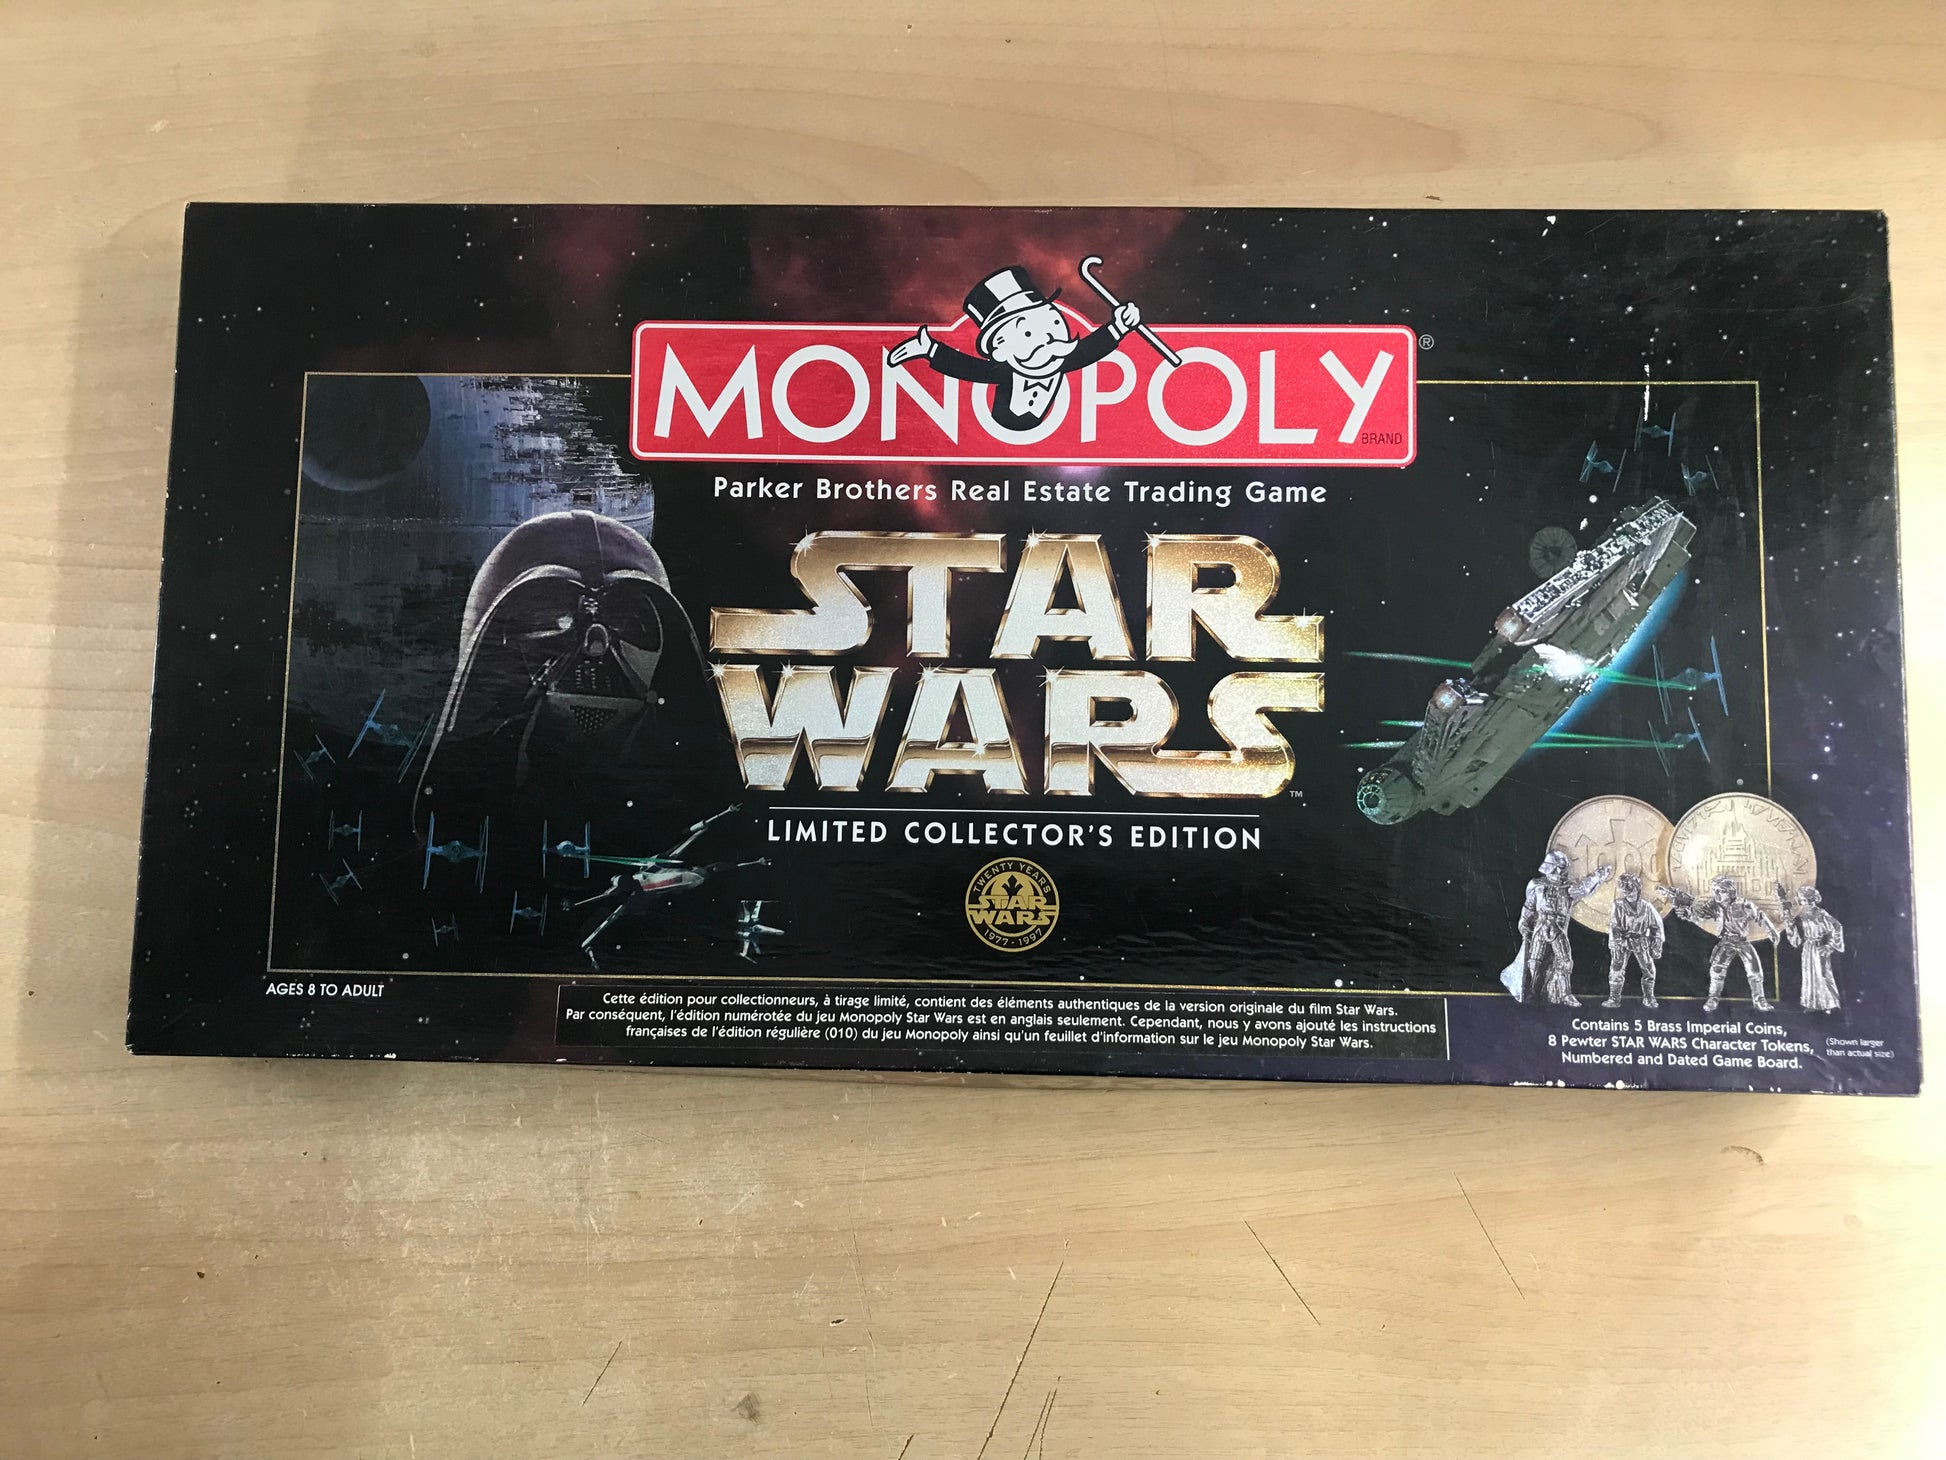 MONOPOLY®
BRAND
Parker Brothers Real Estate Trading Game
STAR
WARS™
LIMITED COLLECTOR'S EDITION
TWENTY YEARS
STAR
WARS
1977 · 1997
AGES 8 TO ADULT
Cette édition pour collectionneurs, à tirage limité, contient des éléments authentiques de la version originale du film Star Wars.
Par conséquent, l'édition numérotée du jeu Monopoly Star Wars est en anglais seulement. Cependant, nous y avons ajouté les instructions
françaises de l'édition régulière (010) du jeu Monopoly ainsi qu'un feuillet d'information sur le jeu Monopoly Star Wars.
Contains 5 Brass Imperial Coins,
8 Pewter STAR WARS Character Tokens,
Numbered and Dated Game Board.
(Shown larger
than actual size)